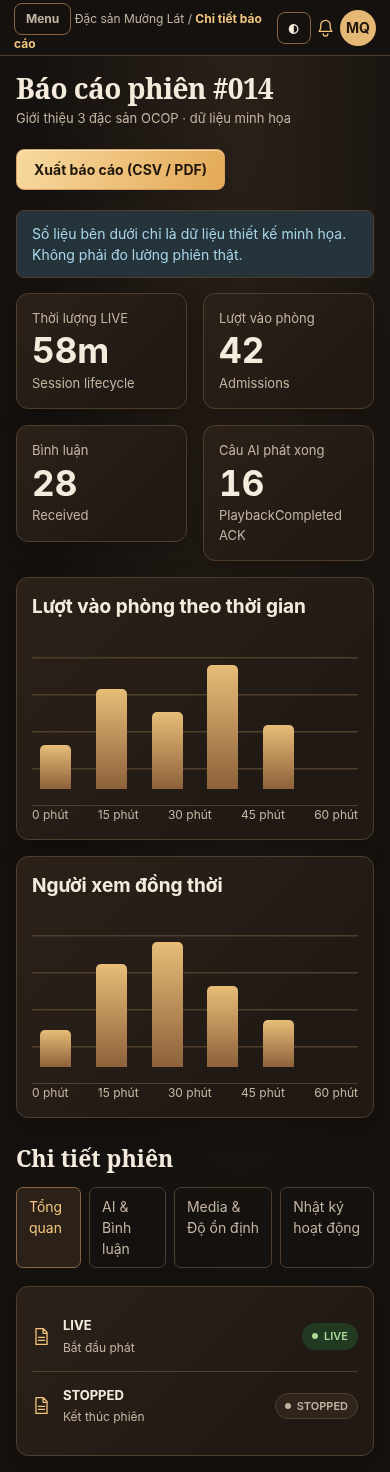 Menu Đặc sản Mường Lát / Chi tiết báo
cáo
MQ
Báo cáo phiên #014
Giới thiệu 3 đặc sản OCOP · dữ liệu minh họa
Xuất báo cáo (CSV / PDF)
Số liệu bên dưới chỉ là dữ liệu thiết kế minh họa.
Không phải đo lường phiên thật.
Thời lượng LIVE
58m
Session lifecycle
Lượt vào phòng
42
Admissions
Bình luận
28
Received
Câu AI phát xong
16
PlaybackCompleted
ACK
Lượt vào phòng theo thời gian
0 phút 15 phút 30 phút 45 phút 60 phút
Người xem đồng thời
0 phút 15 phút 30 phút 45 phút 60 phút
Chi tiết phiên
Tổng
quan
AI &
Bình
luận
Media &
Độ ổn định
Nhật ký
hoạt động
LIVE
Bắt đầu phát
LIVE
STOPPED
Kết thúc phiên
STOPPED